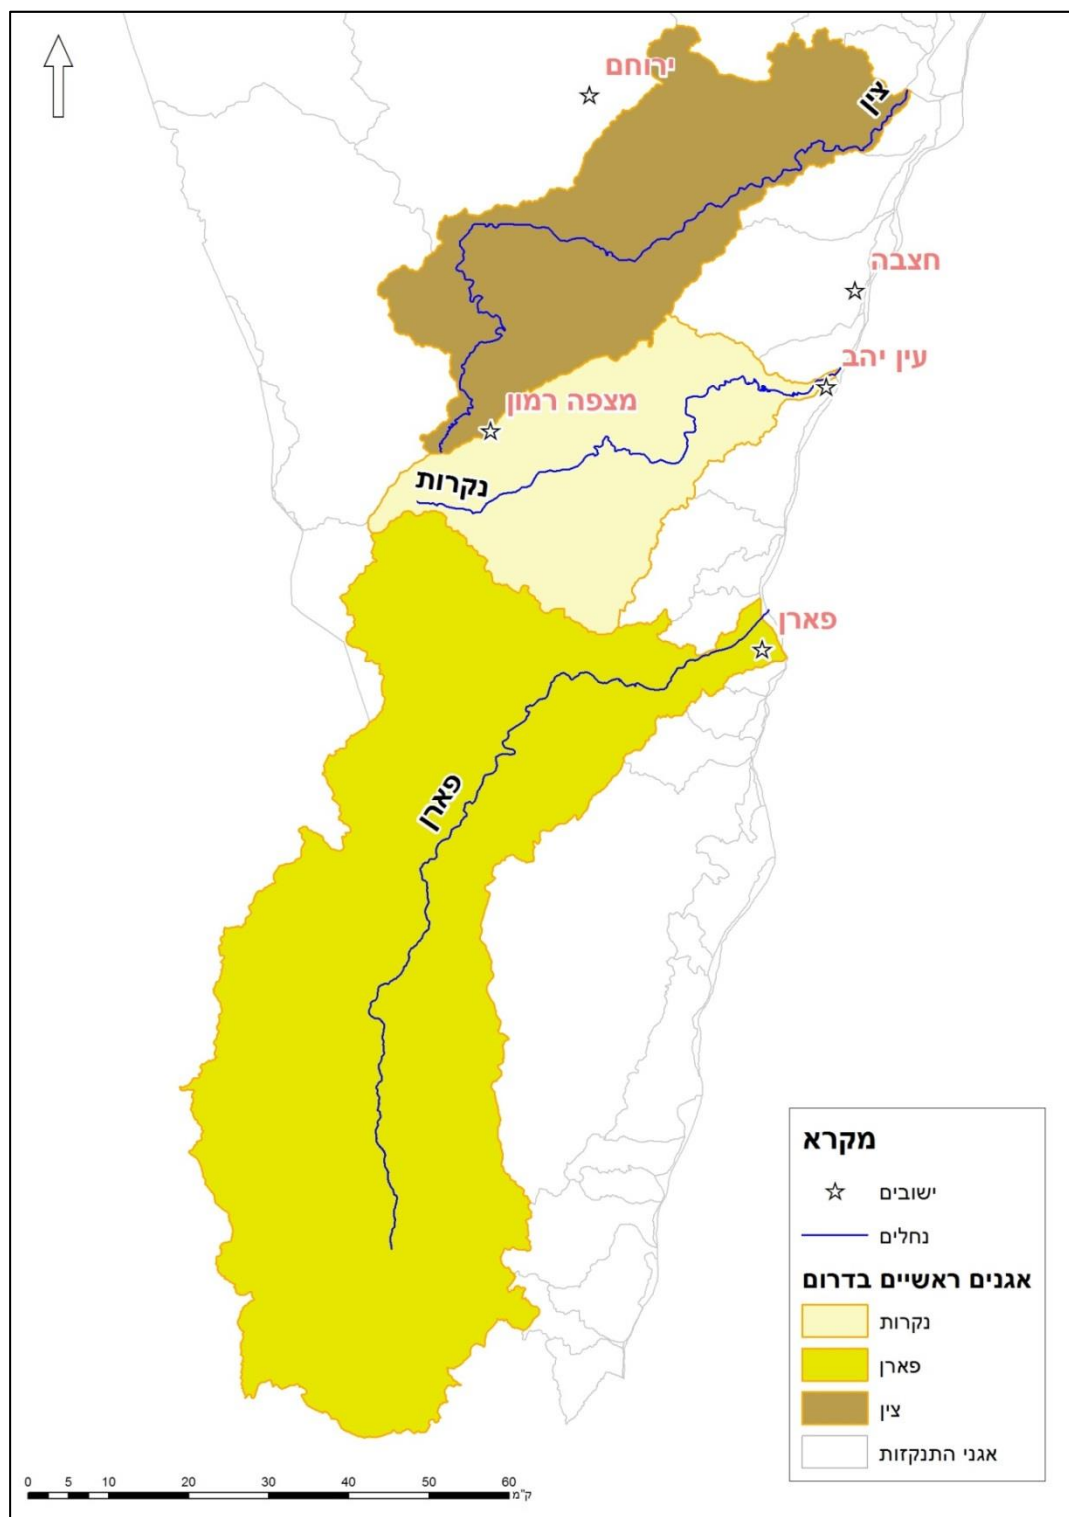 ירוחם
צין
חצבה
עין יהב
מצפה רמון
נקרות
פארן
פארן
מקרא
ישובים
נחלים
אגנים ראשיים בדרום
נקרות
פארן
צין
אגני התנקזות
0 5 10 20 30 40 50 60
ק"מ